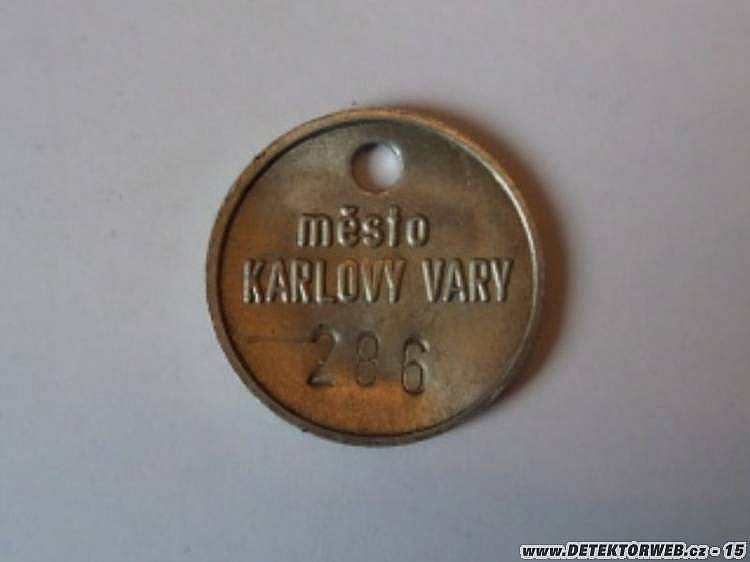 město
KARLOVY VARY
286
www.DETEKTORWEB.cz - 15